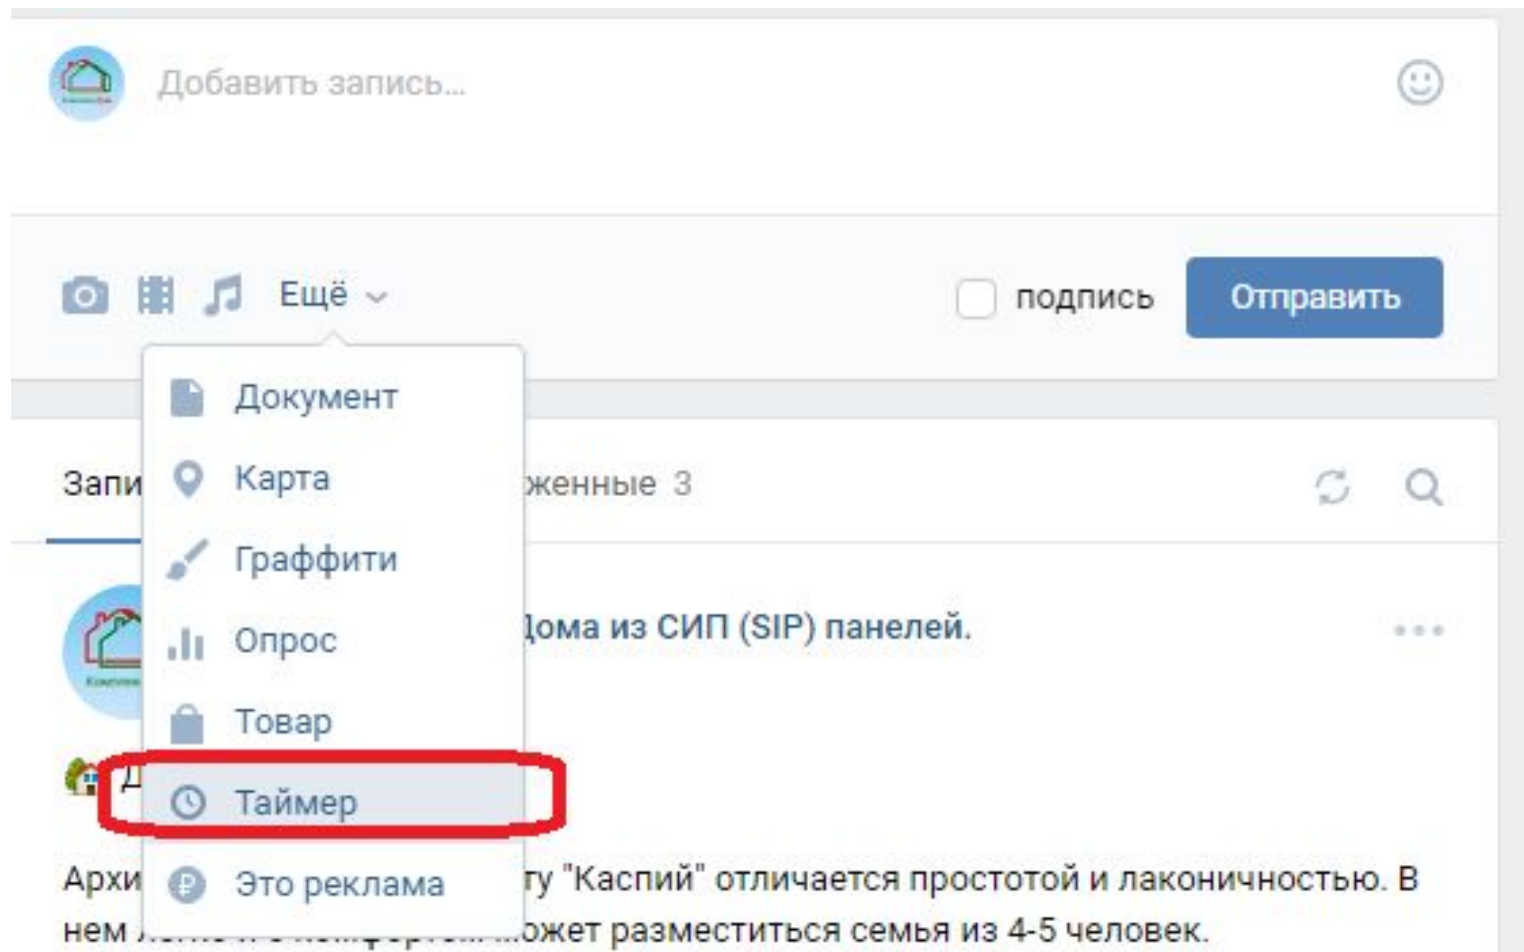 Добавить запись...
Ещё
подпись
Отправить
Документ
Карта
Граффити
Опрос
Товар
Таймер
Это реклама
Запи
женные 3
Дома из СИП (SIP) панелей.
Архи
ту "Каспий" отличается простотой и лаконичностью. В
нем
может разместиться семья из 4-5 человек.